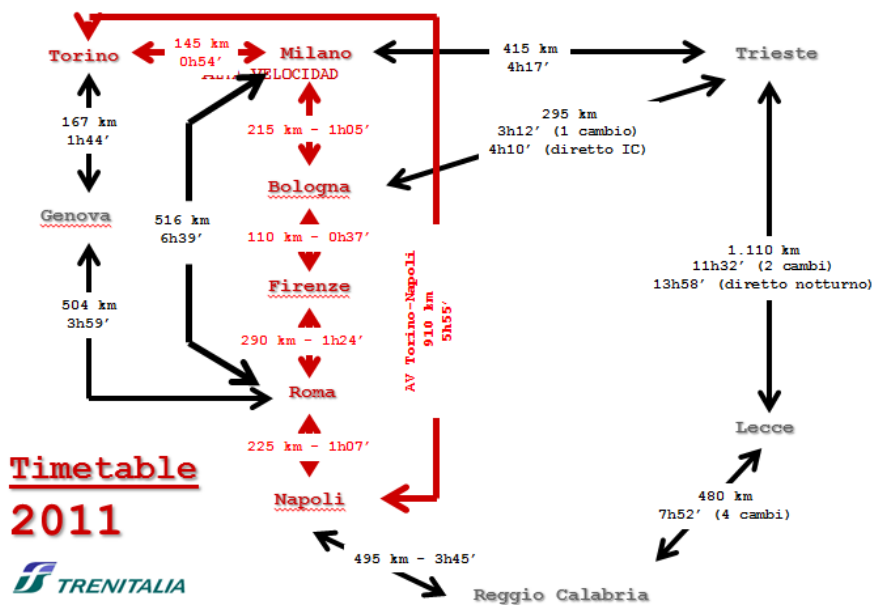 Torino
145 km
0h54’
Milano
415 km
4h17’
Trieste
VELOCIDAD
167 km
1h44’
215 km – 1h05’
295 km
3h12’ (1 cambio)
4h10’ (diretto IC)
Bologna
Genova
516 km
6h39’
110 km – 0h37’
1.110 km
11h32’ (2 cambi)
13h58’ (diretto notturno)
Firenze
504 km
3h59’
290 km – 1h24’
AV Torino-Napoli
910 km
5h55’
Roma
Lecce
225 km – 1h07’
Timetable
2011
Napoli
480 km
7h52’ (4 cambi)
495 km – 3h45’
TRENITALIA
Reggio Calabria